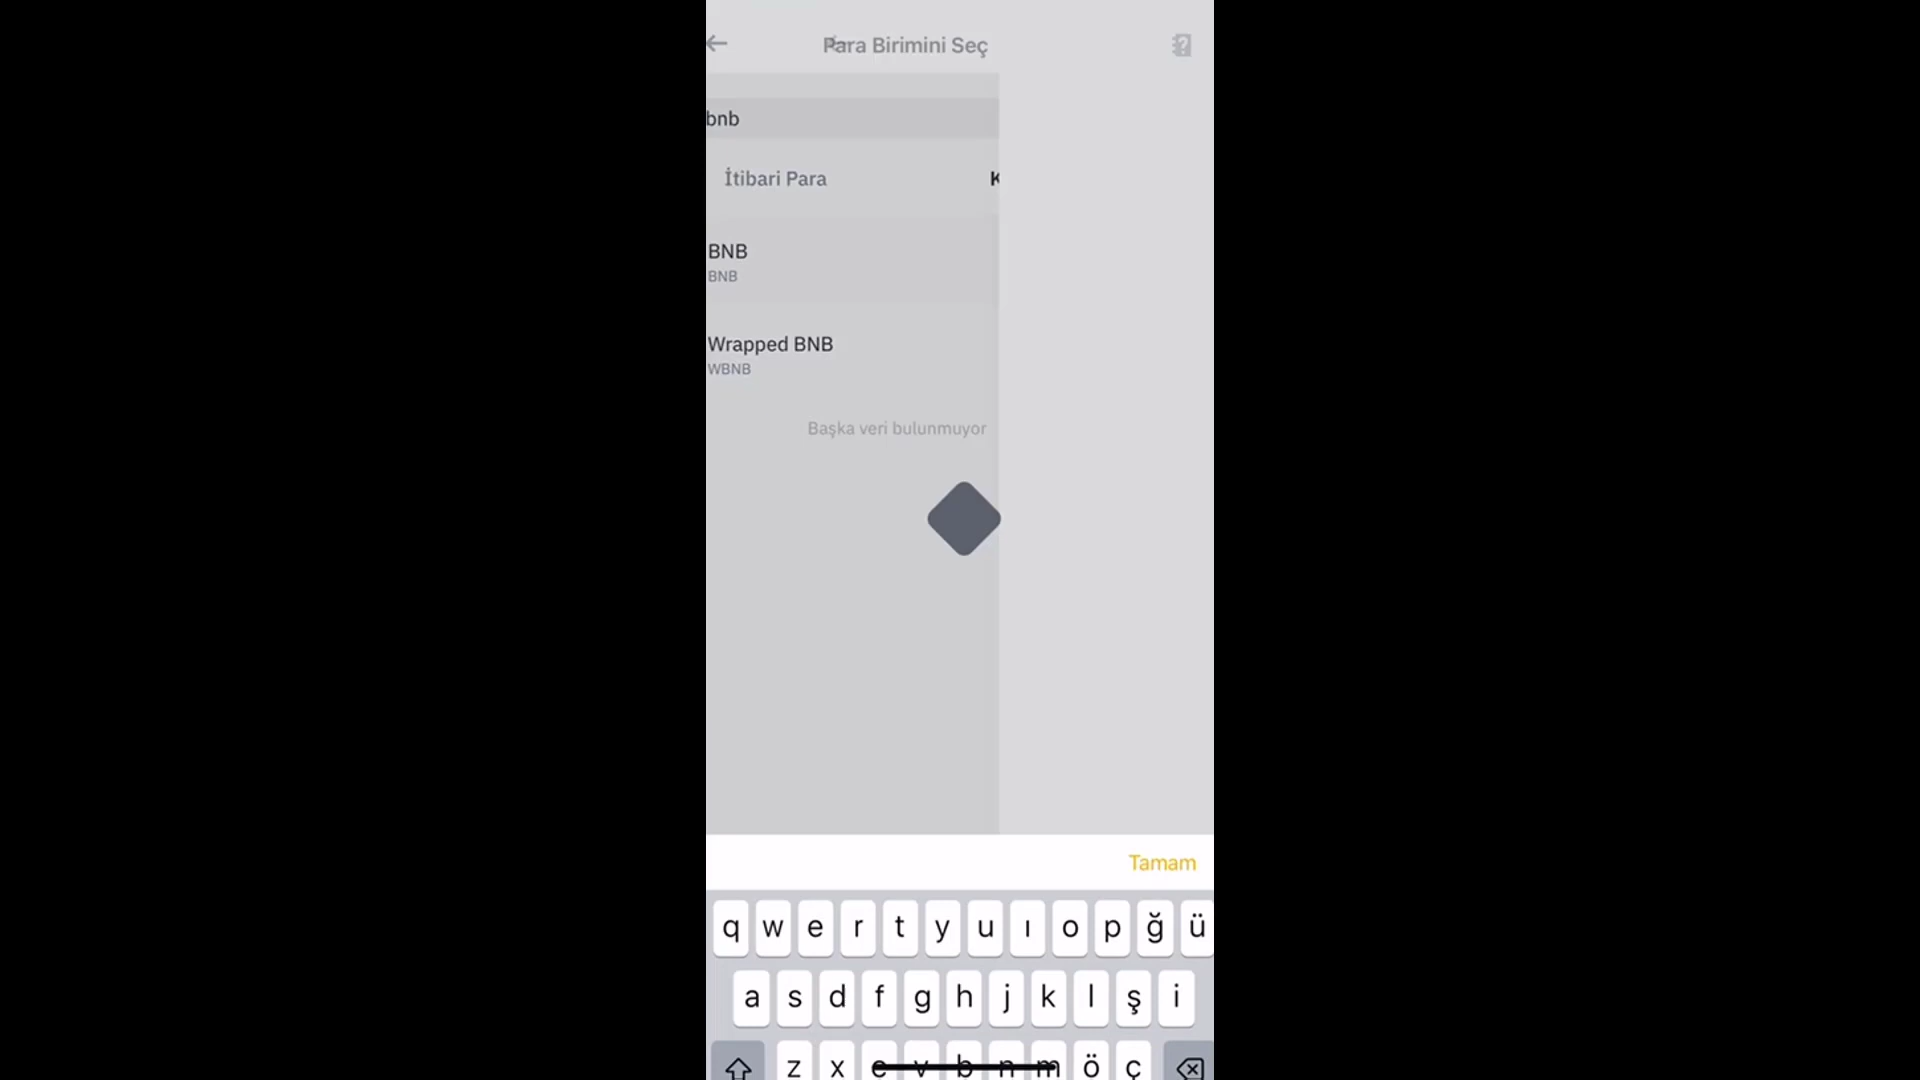 Para Birimini Seç
bnb
İtibari Para
K
BNB
BNB
Wrapped BNB
WBNB
Başka veri bulunmuyor
Tamam
q w e r t y u ı o p ğ ü
a s d f g h j k l ş i
z x c v b n m ö ç